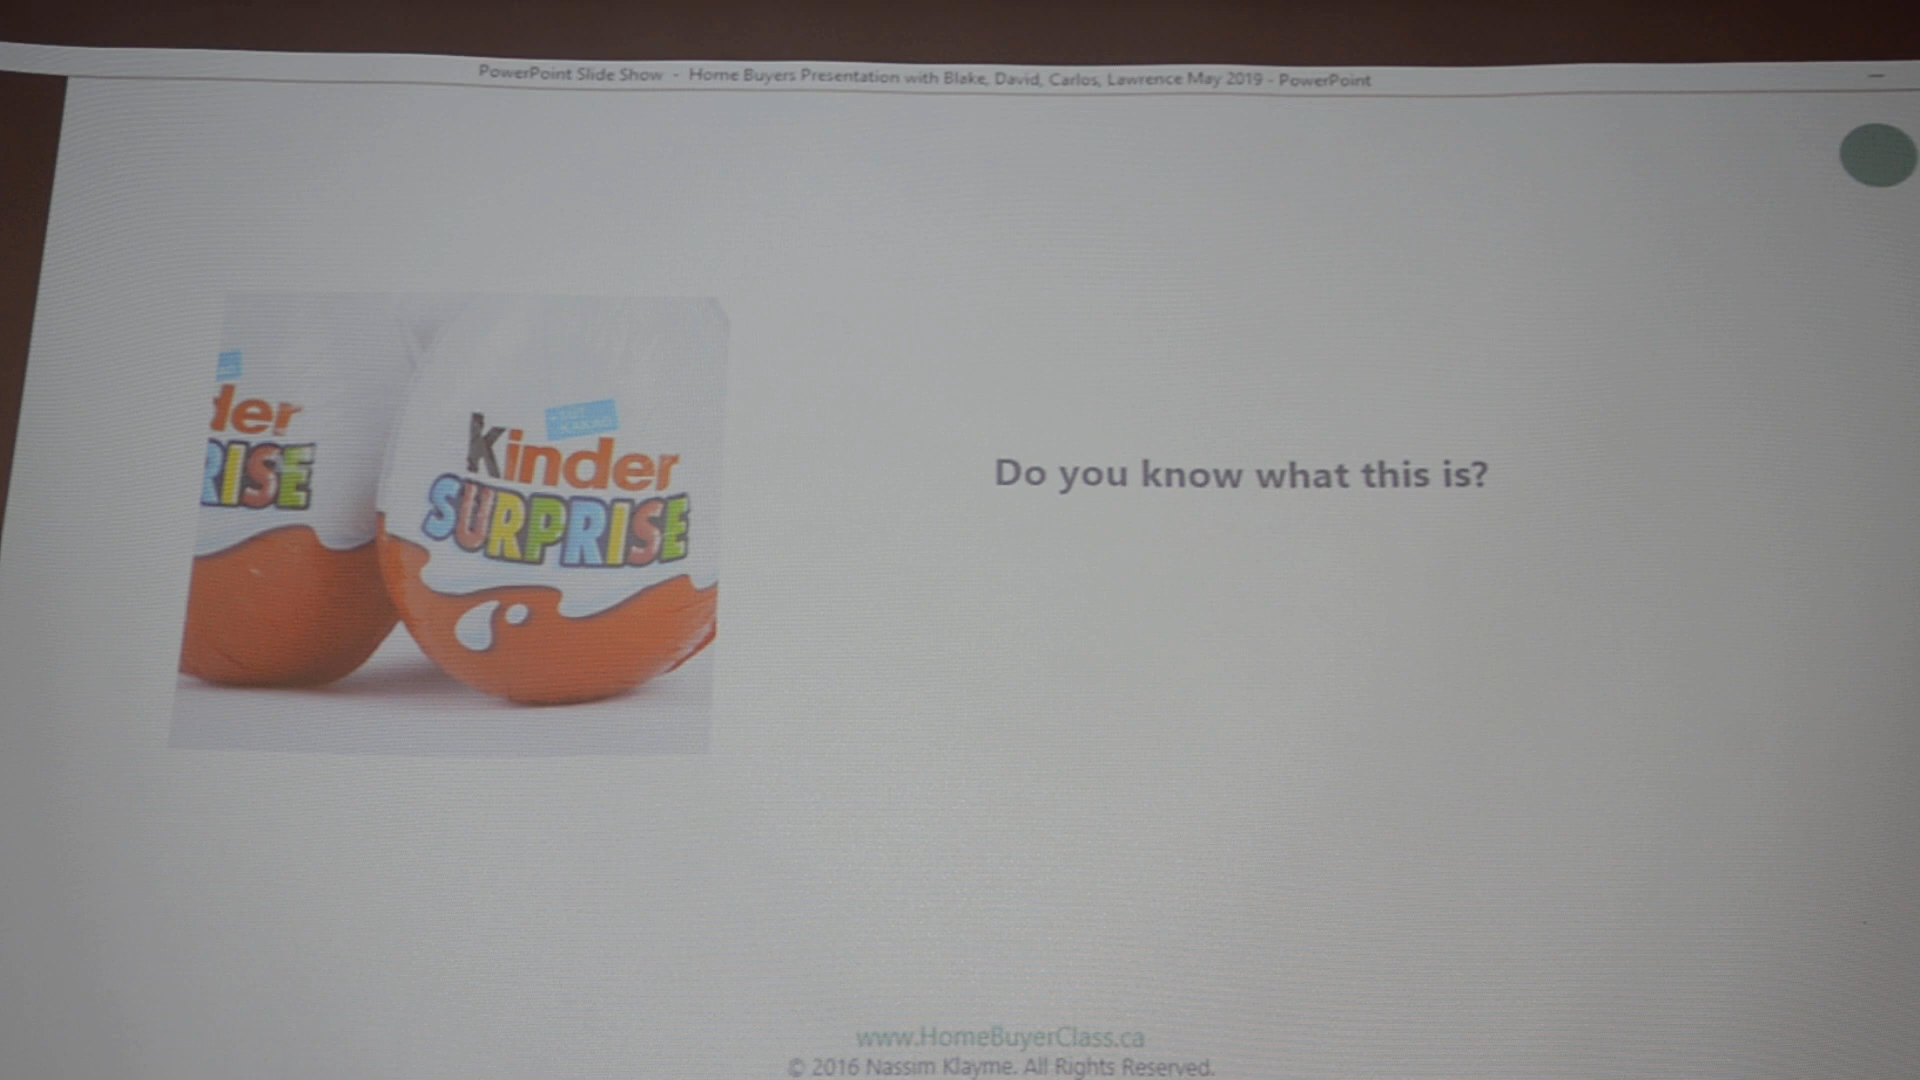 PowerPoint Slide Show - Home Buyers Presentation with Blake, David, Carlos, Lawrence May 2019 - PowerPoint
der
RISE
Kinder
SURPRISE
Do you know what this is?
www.HomeBuyerClass.ca
© 2016 Nassim Klayme. All Rights Reserved.